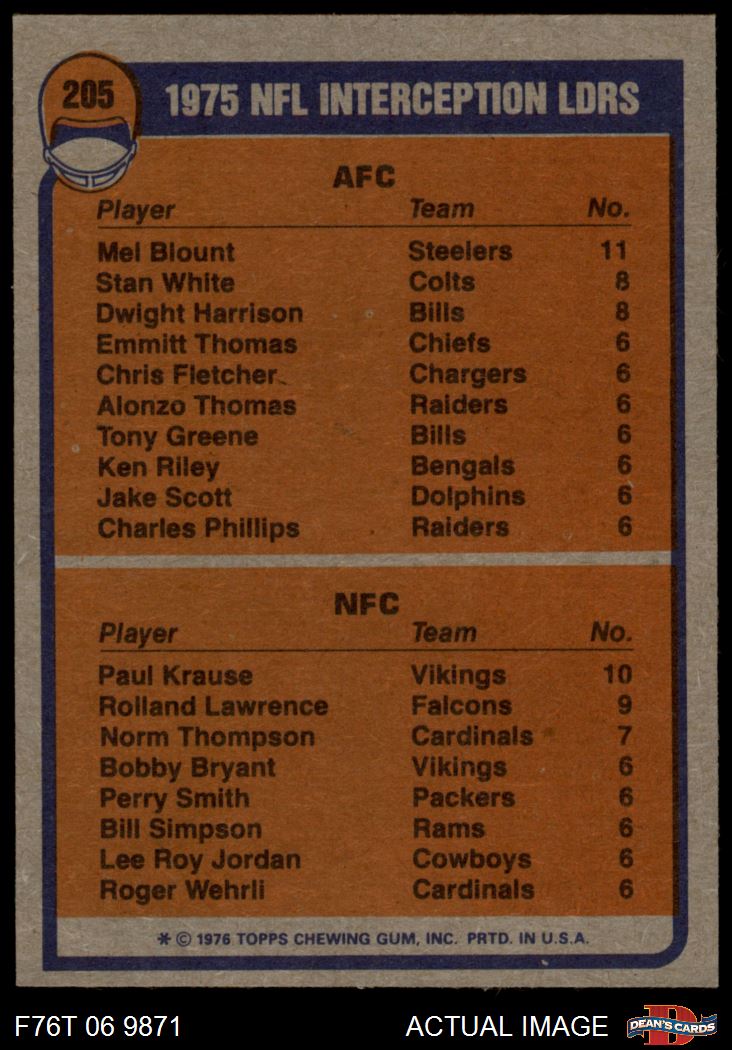 205
1975 NFL INTERCEPTION LDRS
AFC
Player Team No.
Mel Blount Steelers 11
Stan White Colts 8
Dwight Harrison Bills 8
Emmitt Thomas Chiefs 6
Chris Fletcher Chargers 6
Alonzo Thomas Raiders 6
Tony Greene Bills 6
Ken Riley Bengals 6
Jake Scott Dolphins 6
Charles Phillips Raiders 6
NFC
Player Team No.
Paul Krause Vikings 10
Rolland Lawrence Falcons 9
Norm Thompson Cardinals 7
Bobby Bryant Vikings 6
Perry Smith Packers 6
Bill Simpson Rams 6
Lee Roy Jordan Cowboys 6
Roger Wehrli Cardinals 6
* © 1976 TOPPS CHEWING GUM, INC. PRTD. IN U.S.A.
F76T 06 9871 ACTUAL IMAGE
D
DEAN'S CARDS